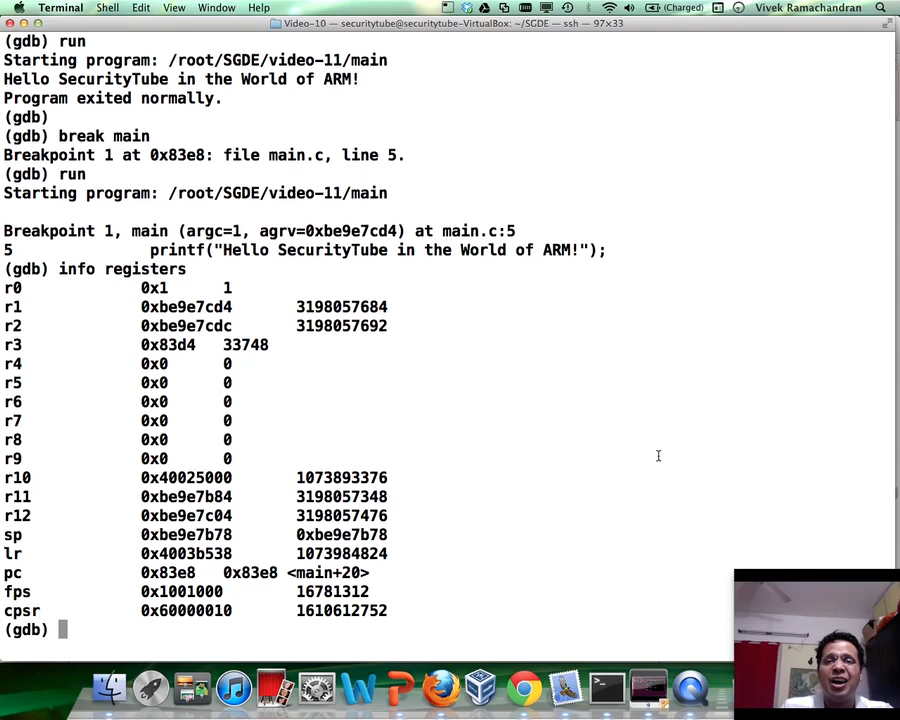 Terminal Shell Edit View Window Help (Charged) Vivek Ramachandran
Video-10 — securitytube@securitytube-VirtualBox: ~/SGDE — ssh — 97×33
(gdb) run
Starting program: /root/SGDE/video-11/main
Hello SecurityTube in the World of ARM!
Program exited normally.
(gdb)
(gdb) break main
Breakpoint 1 at 0x83e8: file main.c, line 5.
(gdb) run
Starting program: /root/SGDE/video-11/main
Breakpoint 1, main (argc=1, agrv=0xbe9e7cd4) at main.c:5
5 printf("Hello SecurityTube in the World of ARM!");
(gdb) info registers
r0 0x1 1
r1 0xbe9e7cd4 3198057684
r2 0xbe9e7cdc 3198057692
r3 0x83d4 33748
r4 0x0 0
r5 0x0 0
r6 0x0 0
r7 0x0 0
r8 0x0 0
r9 0x0 0
r10 0x40025000 1073893376
r11 0xbe9e7b84 3198057348
r12 0xbe9e7c04 3198057476
sp 0xbe9e7b78 0xbe9e7b78
lr 0x4003b538 1073984824
pc 0x83e8 0x83e8 <main+20>
fps 0x1001000 16781312
cpsr 0x60000010 1610612752
(gdb)